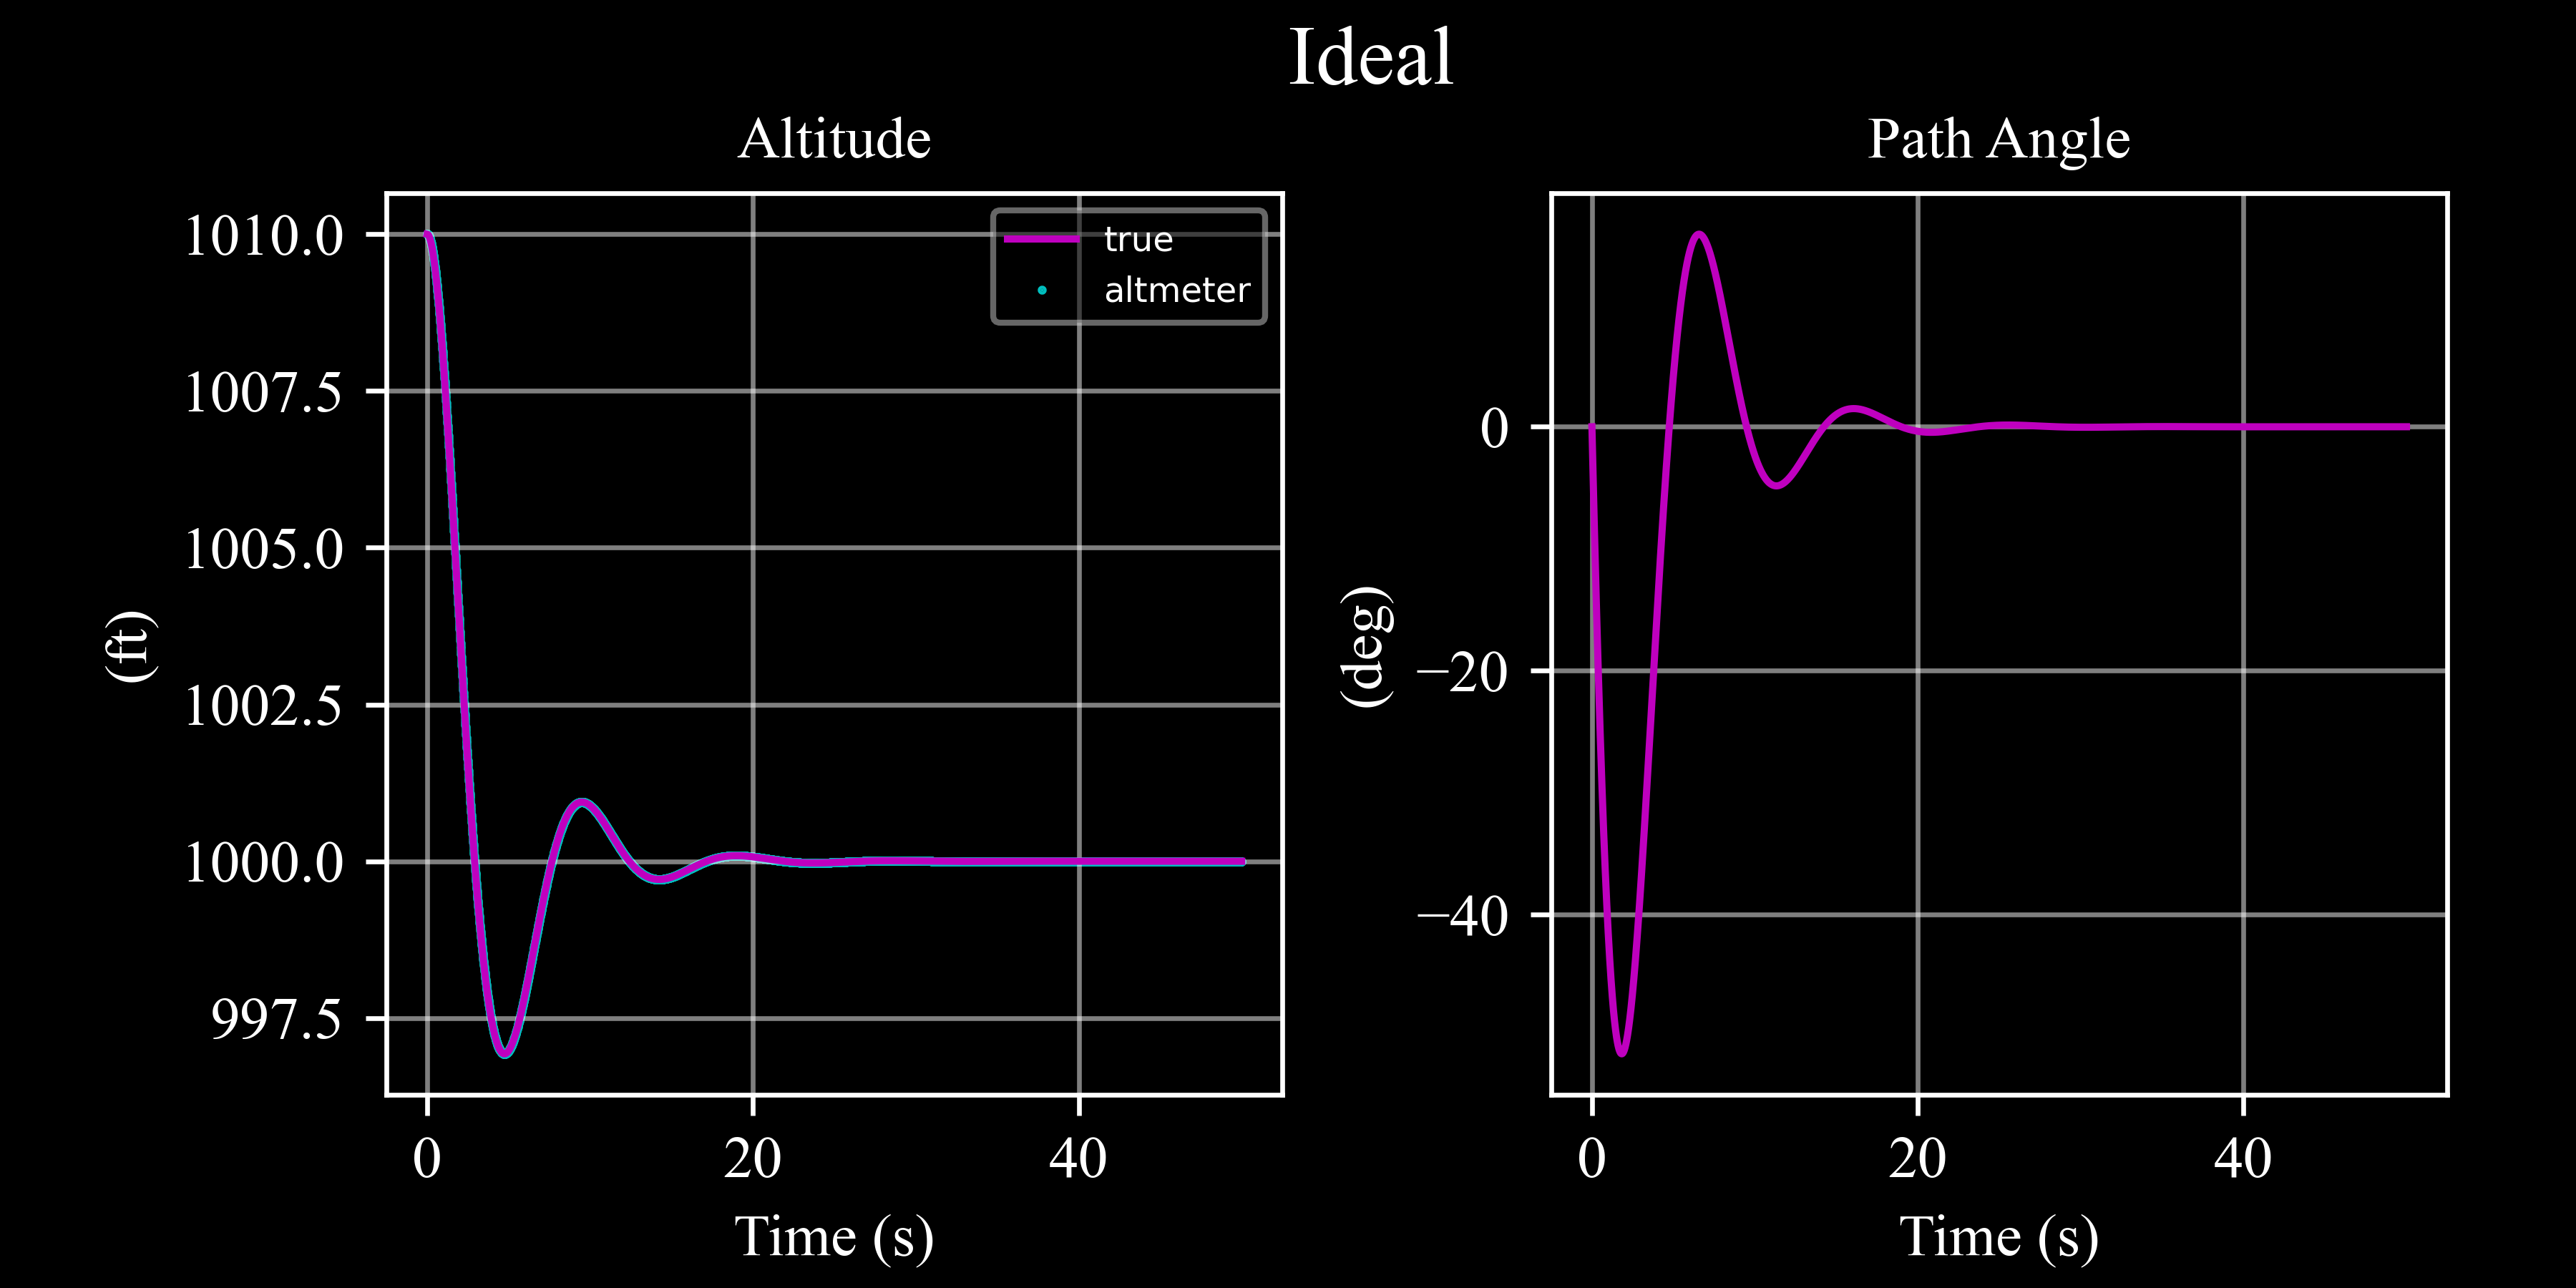 Ideal
Altitude
1010.0
1007.5
1005.0
1002.5
1000.0
997.5
(ft)
true
altmeter
0 20 40
Time (s)
Path Angle
0
−20
−40
(deg)
0 20 40
Time (s)